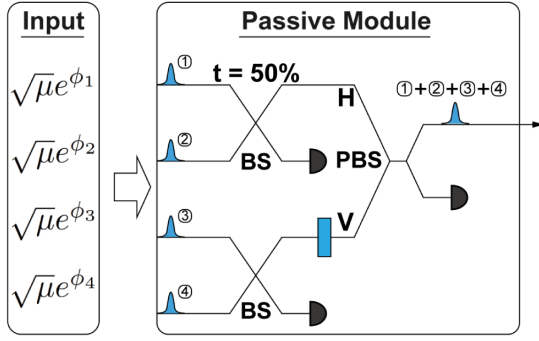 Input
√μe^ϕ1
√μe^ϕ2
√μe^ϕ3
√μe^ϕ4
Passive Module
①
t = 50%
H
②
BS
PBS
①+②+③+④
③
V
④
BS